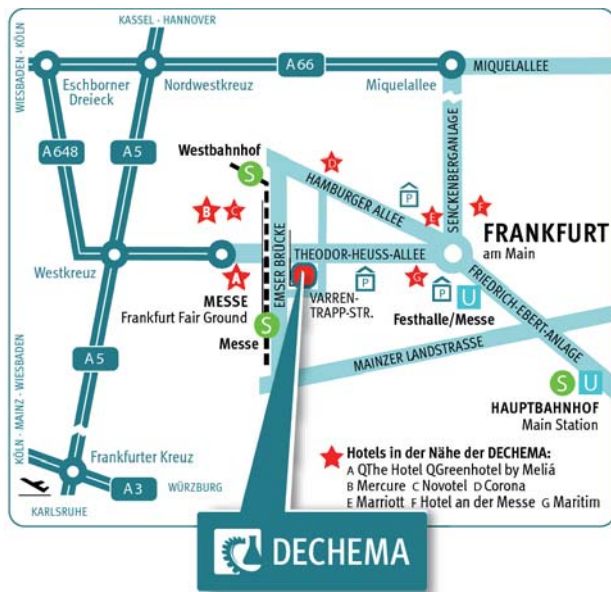 KASSEL - HANNOVER
WIESBADEN - KÖLN
A66
MIQUELALLEE
Eschborner
Dreieck
Nordwestkreuz
Miquelallee
A648
A5
Westbahnhof
S
D
HAMBURGER ALLEE
SENCKENBERGANLAGE
P
B
C
E
F
FRANKFURT
am Main
EMSER BRÜCKE
THEODOR-HEUSS-ALLEE
Westkreuz
A
MESSE
Frankfurt Fair Ground
VARREN-
TRAPP-STR.
P
G
P
U
Festhalle/Messe
FRIEDRICH-EBERT-ANLAGE
S
Messe
MAINZER LANDSTRASSE
A5
S
U
HAUPTBAHNHOF
Main Station
KÖLN - MAINZ - WIESBADEN
Frankfurter Kreuz
A3
WÜRZBURG
KARLSRUHE
Hotels in der Nähe der DECHEMA:
A QThe Hotel QGreenhotel by Meliá
B Mercure C Novotel D Corona
E Marriott F Hotel an der Messe G Maritim
DECHEMA